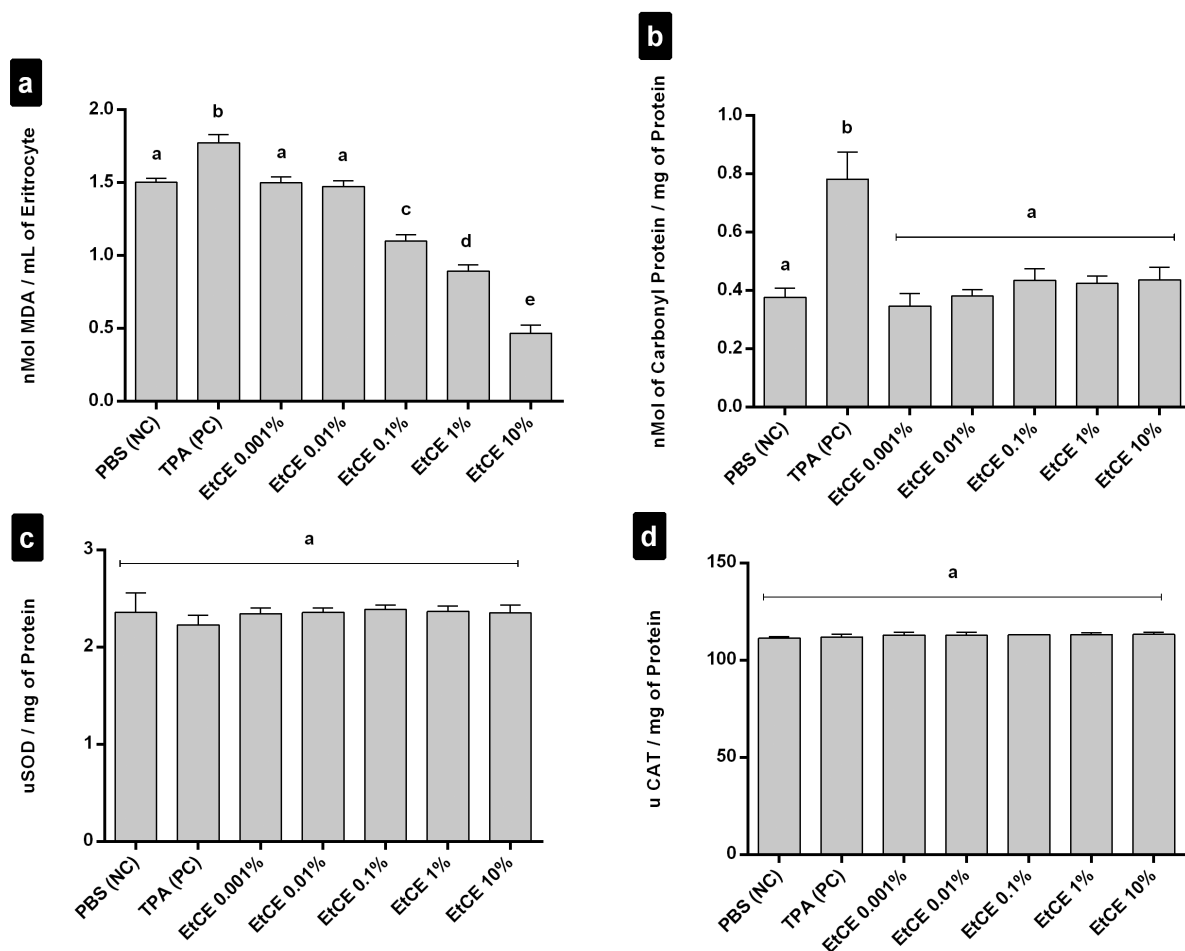 a
nMol MDA / mL of Eritrocyte
2.0
1.5
1.0
0.5
0.0
a
b
a
a
c
d
e
PBS (NC)
TPA (PC)
EtCE 0.001%
EtCE 0.01%
EtCE 0.1%
EtCE 1%
EtCE 10%
b
nMol of Carbonyl Protein / mg of Protein
1.0
0.8
0.6
0.4
0.2
0.0
a
b
a
PBS (NC)
TPA (PC)
EtCE 0.001%
EtCE 0.01%
EtCE 0.1%
EtCE 1%
EtCE 10%
c
uSOD / mg of Protein
3
2
1
0
a
PBS (NC)
TPA (PC)
EtCE 0.001%
EtCE 0.01%
EtCE 0.1%
EtCE 1%
EtCE 10%
d
u CAT / mg of Protein
150
100
50
0
a
PBS (NC)
TPA (PC)
EtCE 0.001%
EtCE 0.01%
EtCE 0.1%
EtCE 1%
EtCE 10%